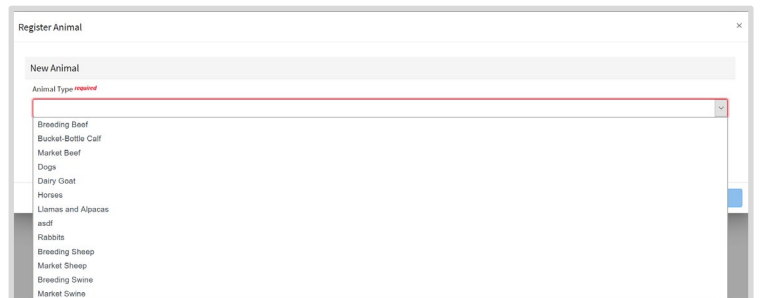 Register Animal ×
New Animal
Animal Type required
Breeding Beef
Bucket-Bottle Calf
Market Beef
Dogs
Dairy Goat
Horses
Llamas and Alpacas
asdf
Rabbits
Breeding Sheep
Market Sheep
Breeding Swine
Market Swine